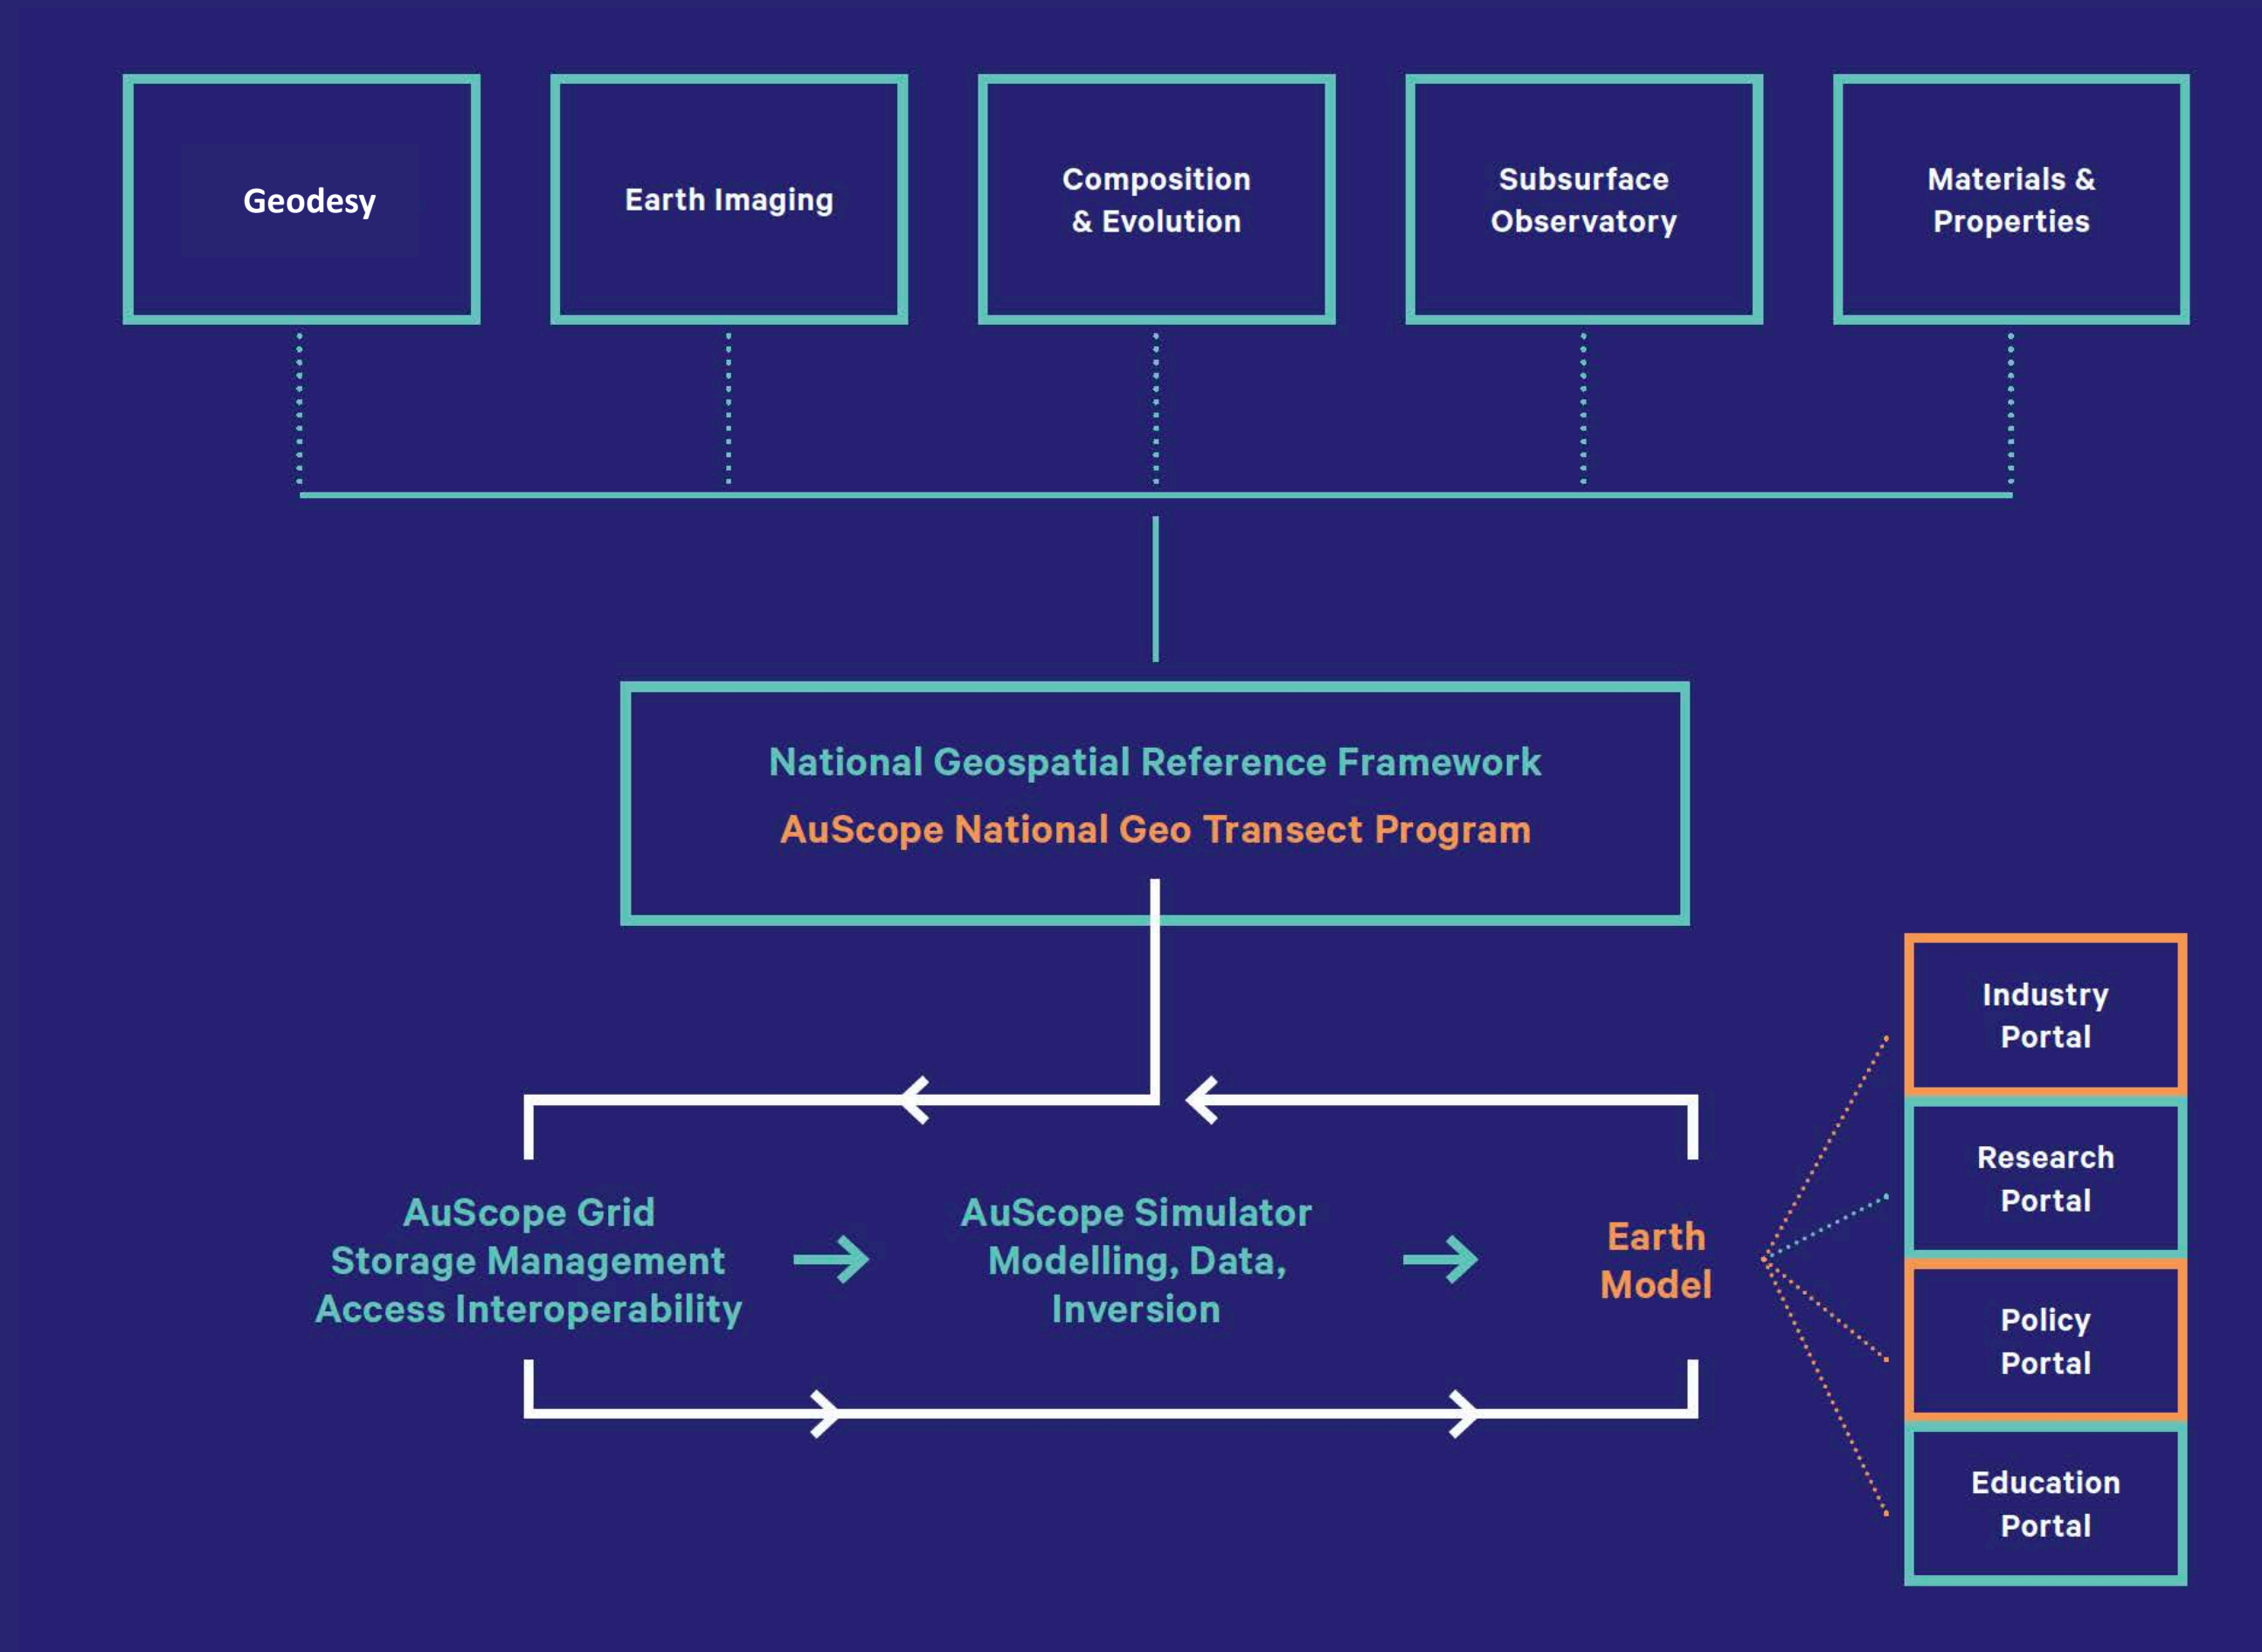 Geodesy
Earth Imaging
Composition
& Evolution
Subsurface
Observatory
Materials &
Properties
National Geospatial Reference Framework
AuScope National Geo Transect Program
Industry
Portal
Research
Portal
Policy
Portal
Education
Portal
AuScope Grid
Storage Management
Access Interoperability
AuScope Simulator
Modelling, Data,
Inversion
Earth
Model